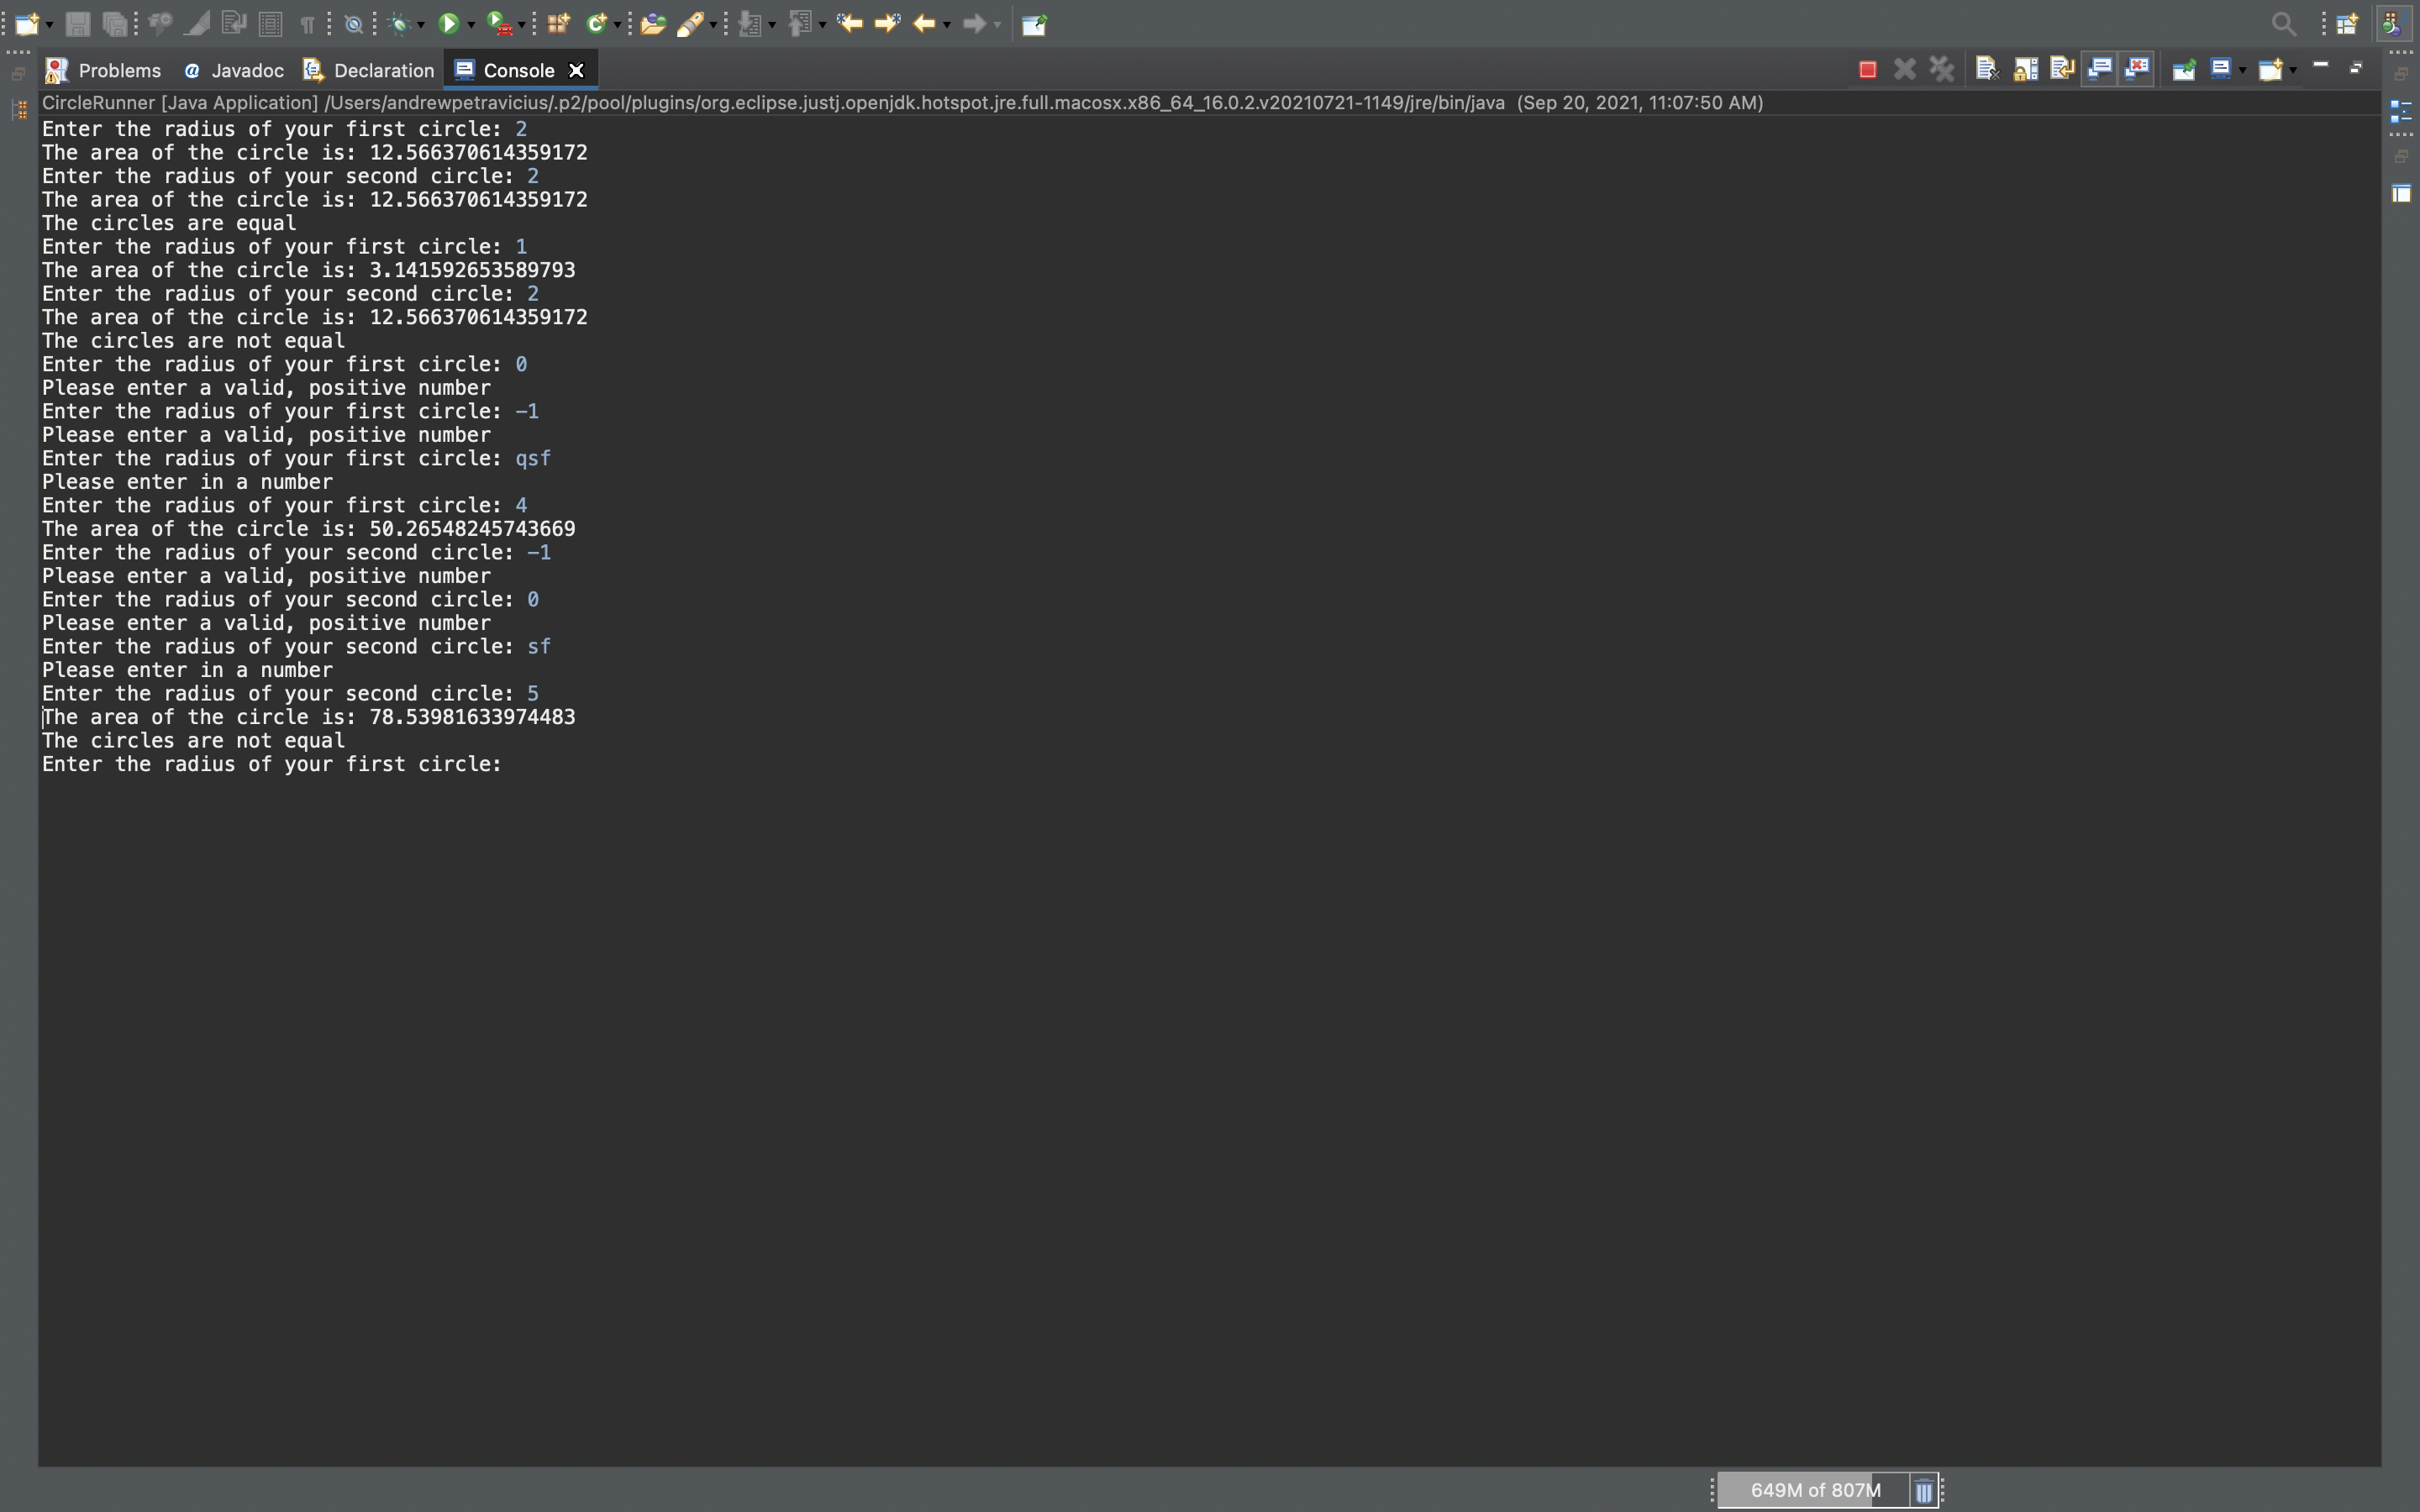 Problems Javadoc Declaration Console
CircleRunner [Java Application] /Users/andrewpetravicius/.p2/pool/plugins/org.eclipse.justj.openjdk.hotspot.jre.full.macosx.x86_64_16.0.2.v20210721-1149/jre/bin/java (Sep 20, 2021, 11:07:50 AM)
Enter the radius of your first circle: 2
The area of the circle is: 12.566370614359172
Enter the radius of your second circle: 2
The area of the circle is: 12.566370614359172
The circles are equal
Enter the radius of your first circle: 1
The area of the circle is: 3.141592653589793
Enter the radius of your second circle: 2
The area of the circle is: 12.566370614359172
The circles are not equal
Enter the radius of your first circle: 0
Please enter a valid, positive number
Enter the radius of your first circle: -1
Please enter a valid, positive number
Enter the radius of your first circle: qsf
Please enter in a number
Enter the radius of your first circle: 4
The area of the circle is: 50.26548245743669
Enter the radius of your second circle: -1
Please enter a valid, positive number
Enter the radius of your second circle: 0
Please enter a valid, positive number
Enter the radius of your second circle: sf
Please enter in a number
Enter the radius of your second circle: 5
The area of the circle is: 78.53981633974483
The circles are not equal
Enter the radius of your first circle:
649M of 807M